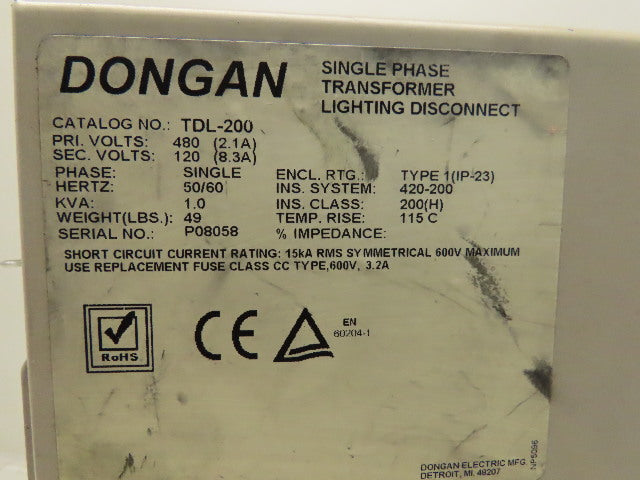 DONGAN
SINGLE PHASE
TRANSFORMER
LIGHTING DISCONNECT
CATALOG NO.: TDL-200
PRI. VOLTS: 480 (2.1A)
SEC. VOLTS: 120 (8.3A)
PHASE: SINGLE ENCL. RTG.: TYPE 1(IP-23)
HERTZ: 50/60 INS. SYSTEM: 420-200
KVA: 1.0 INS. CLASS: 200(H)
WEIGHT(LBS.) 49 TEMP. RISE: 115 C
SERIAL NO.: P08058 % IMPEDANCE:
SHORT CIRCUIT CURRENT RATING: 15kA RMS SYMMETRICAL 600V MAXIMUM
USE REPLACEMENT FUSE CLASS CC TYPE,600V, 3.2A
RoHS
CE
EN
60204-1
DONGAN ELECTRIC MFG.
DETROIT, MI. 48207
NP5096